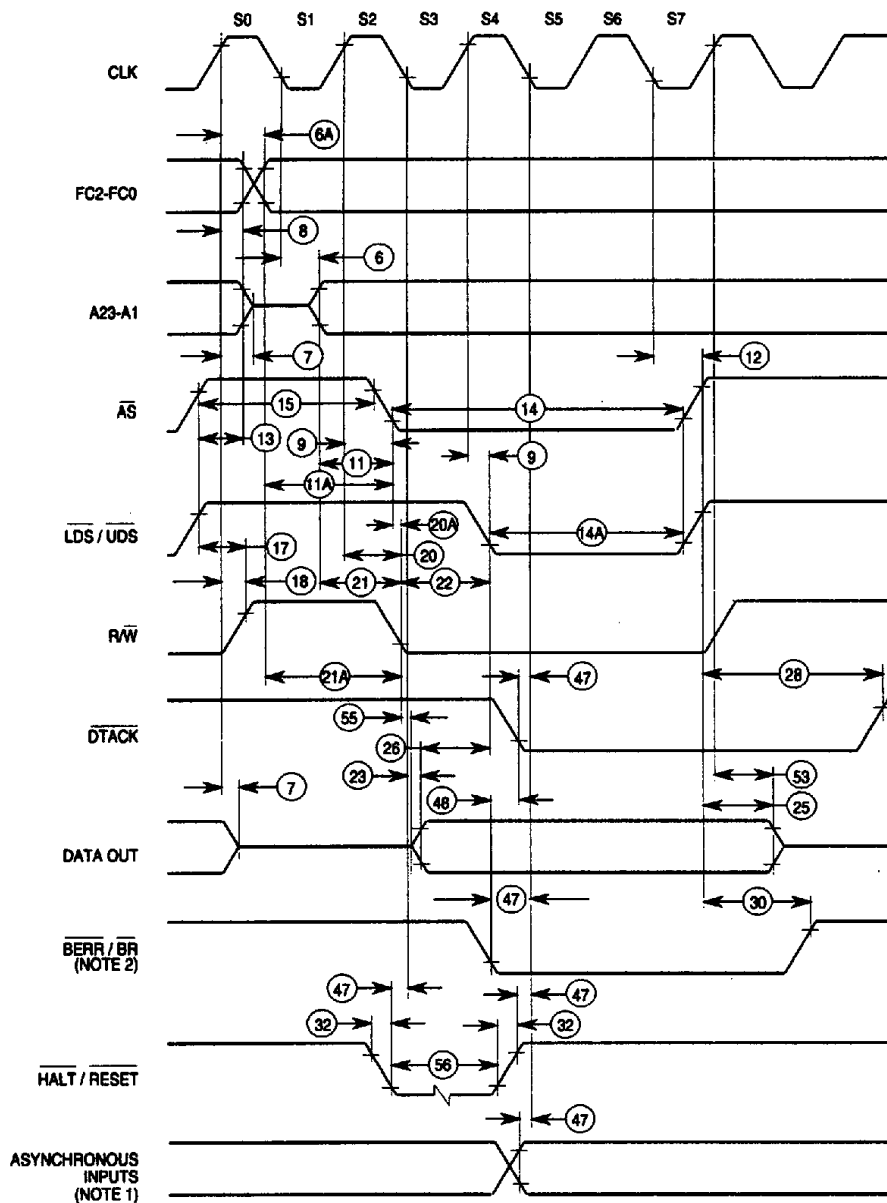 S0 S1 S2 S3 S4 S5 S6 S7
CLK
6A
FC2-FC0
8
6
A23-A1
7
12
AS
15
14
13
9
11
9
11A
LDS / UDS
20A
14A
17
20
18
21
22
R/W
21A
47
28
55
DTACK
26
23
53
7
48
25
DATA OUT
47
30
BERR / BR
(NOTE 2)
47
47
32
32
HALT / RESET
56
47
ASYNCHRONOUS
INPUTS
(NOTE 1)